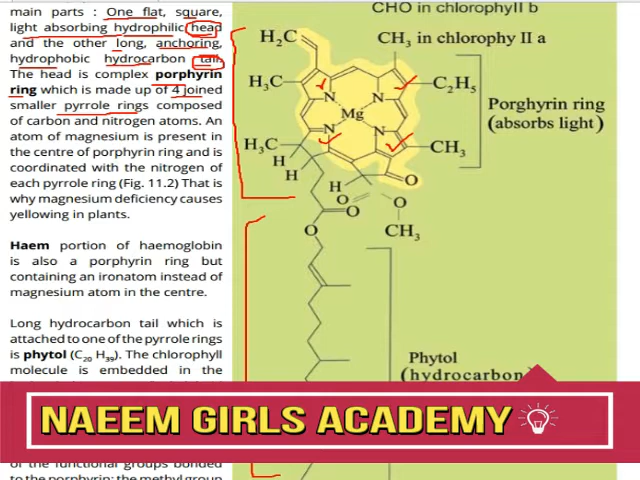 main parts : One flat, square,
light absorbing hydrophilic head
and the other long, anchoring,
hydrophobic hydrocarbon tail.
The head is complex porphyrin
ring which is made up of 4 joined
smaller pyrrole rings composed
of carbon and nitrogen atoms. An
atom of magnesium is present in
the centre of porphyrin ring and is
coordinated with the nitrogen of
each pyrrole ring (Fig. 11.2) That is
why magnesium deficiency causes
yellowing in plants.
Haem portion of haemoglobin
is also a porphyrin ring but
containing an ironatom instead of
magnesium atom in the centre.
Long hydrocarbon tail which is
attached to one of the pyrrole rings
is phytol (C20 H39). The chlorophyll
molecule is embedded in the
of the functional groups bonded
to the porphyrin: the methyl group
CHO in chlorophyII b
H2C
CH3 in chlorophy II a
H3C
C2H5
N
N
Mg
N
N
H3C
CH3
H
H
H
O
O
O
O
O
CH3
Porghyrin ring
(absorbs light)
Phytol
(hydrocarbon
NAEEM GIRLS ACADEMY